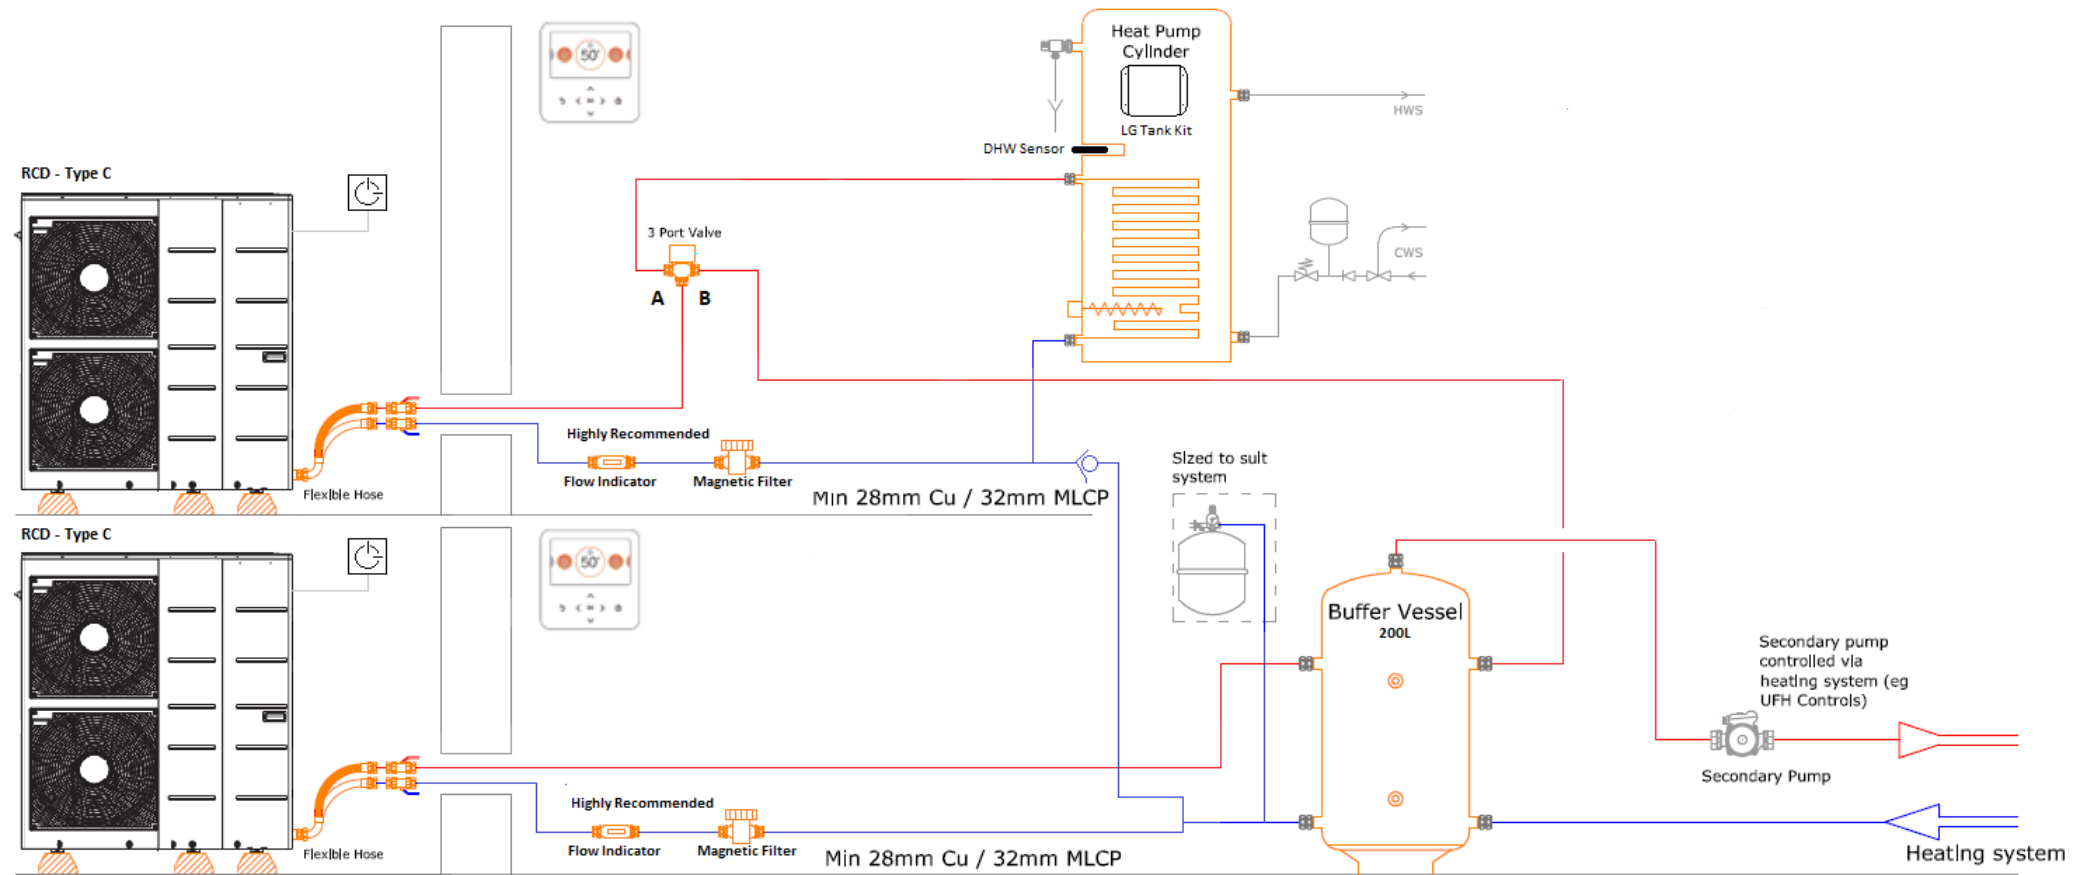 Heat Pump
Cylinder
LG Tank Kit
50°
HWS
DHW Sensor
RCD - Type C
3 Port Valve
A B
CWS
Highly Recommended
Flow Indicator
Magnetic Filter
Min 28mm Cu / 32mm MLCP
Flexible Hose
Sized to suit
system
RCD - Type C
50°
Buffer Vessel
200L
Secondary pump
controlled via
heating system (eg
UFH Controls)
Secondary Pump
Highly Recommended
Flow Indicator
Magnetic Filter
Min 28mm Cu / 32mm MLCP
Flexible Hose
Heating system